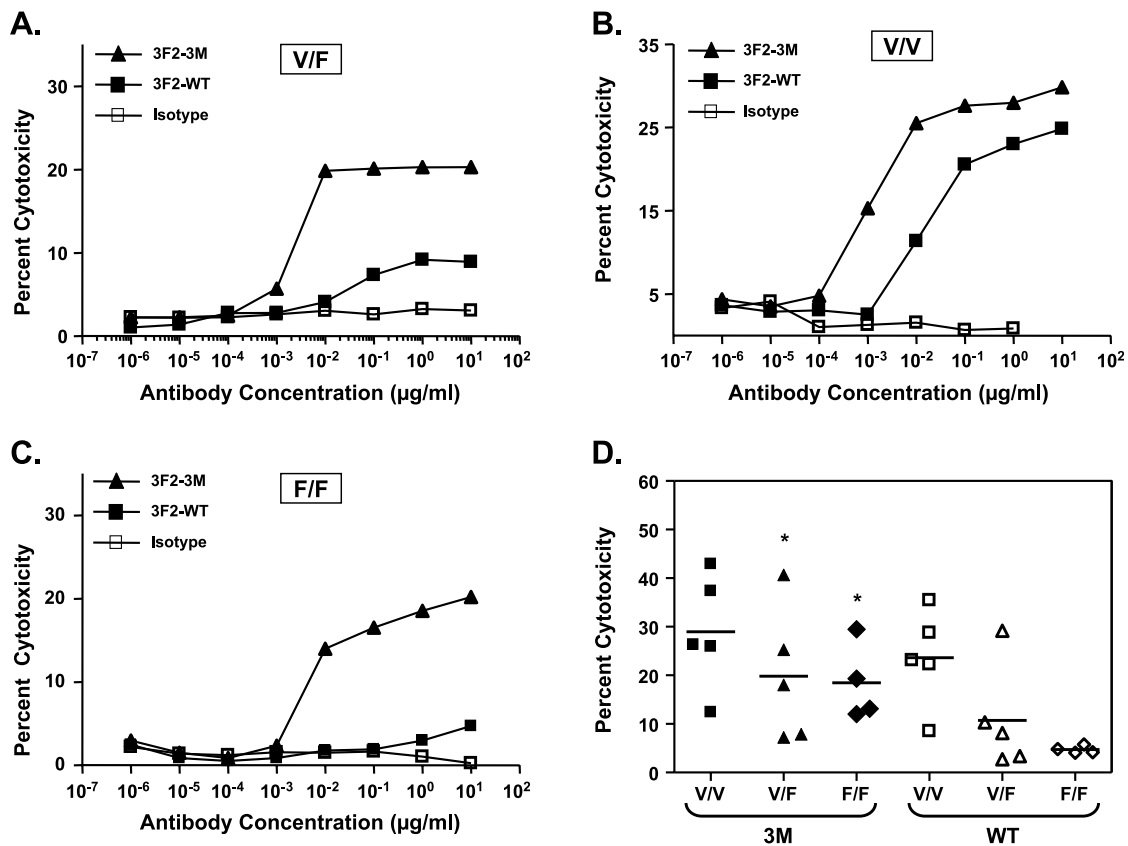 A.
3F2-3M
3F2-WT
Isotype
V/F
Percent Cytotoxicity
30
20
10
0
10⁻⁷ 10⁻⁶ 10⁻⁵ 10⁻⁴ 10⁻³ 10⁻² 10⁻¹ 10⁰ 10¹ 10²
Antibody Concentration (µg/ml)
B.
3F2-3M
3F2-WT
Isotype
V/V
Percent Cytotoxicity
35
25
15
5
10⁻⁷ 10⁻⁶ 10⁻⁵ 10⁻⁴ 10⁻³ 10⁻² 10⁻¹ 10⁰ 10¹ 10²
Antibody Concentration (µg/ml)
C.
3F2-3M
3F2-WT
Isotype
F/F
Percent Cytotoxicity
30
20
10
0
10⁻⁷ 10⁻⁶ 10⁻⁵ 10⁻⁴ 10⁻³ 10⁻² 10⁻¹ 10⁰ 10¹ 10²
Antibody Concentration (µg/ml)
D.
Percent Cytotoxicity
60
50
40
30
20
10
0
*
*
V/V V/F F/F V/V V/F F/F
3M WT